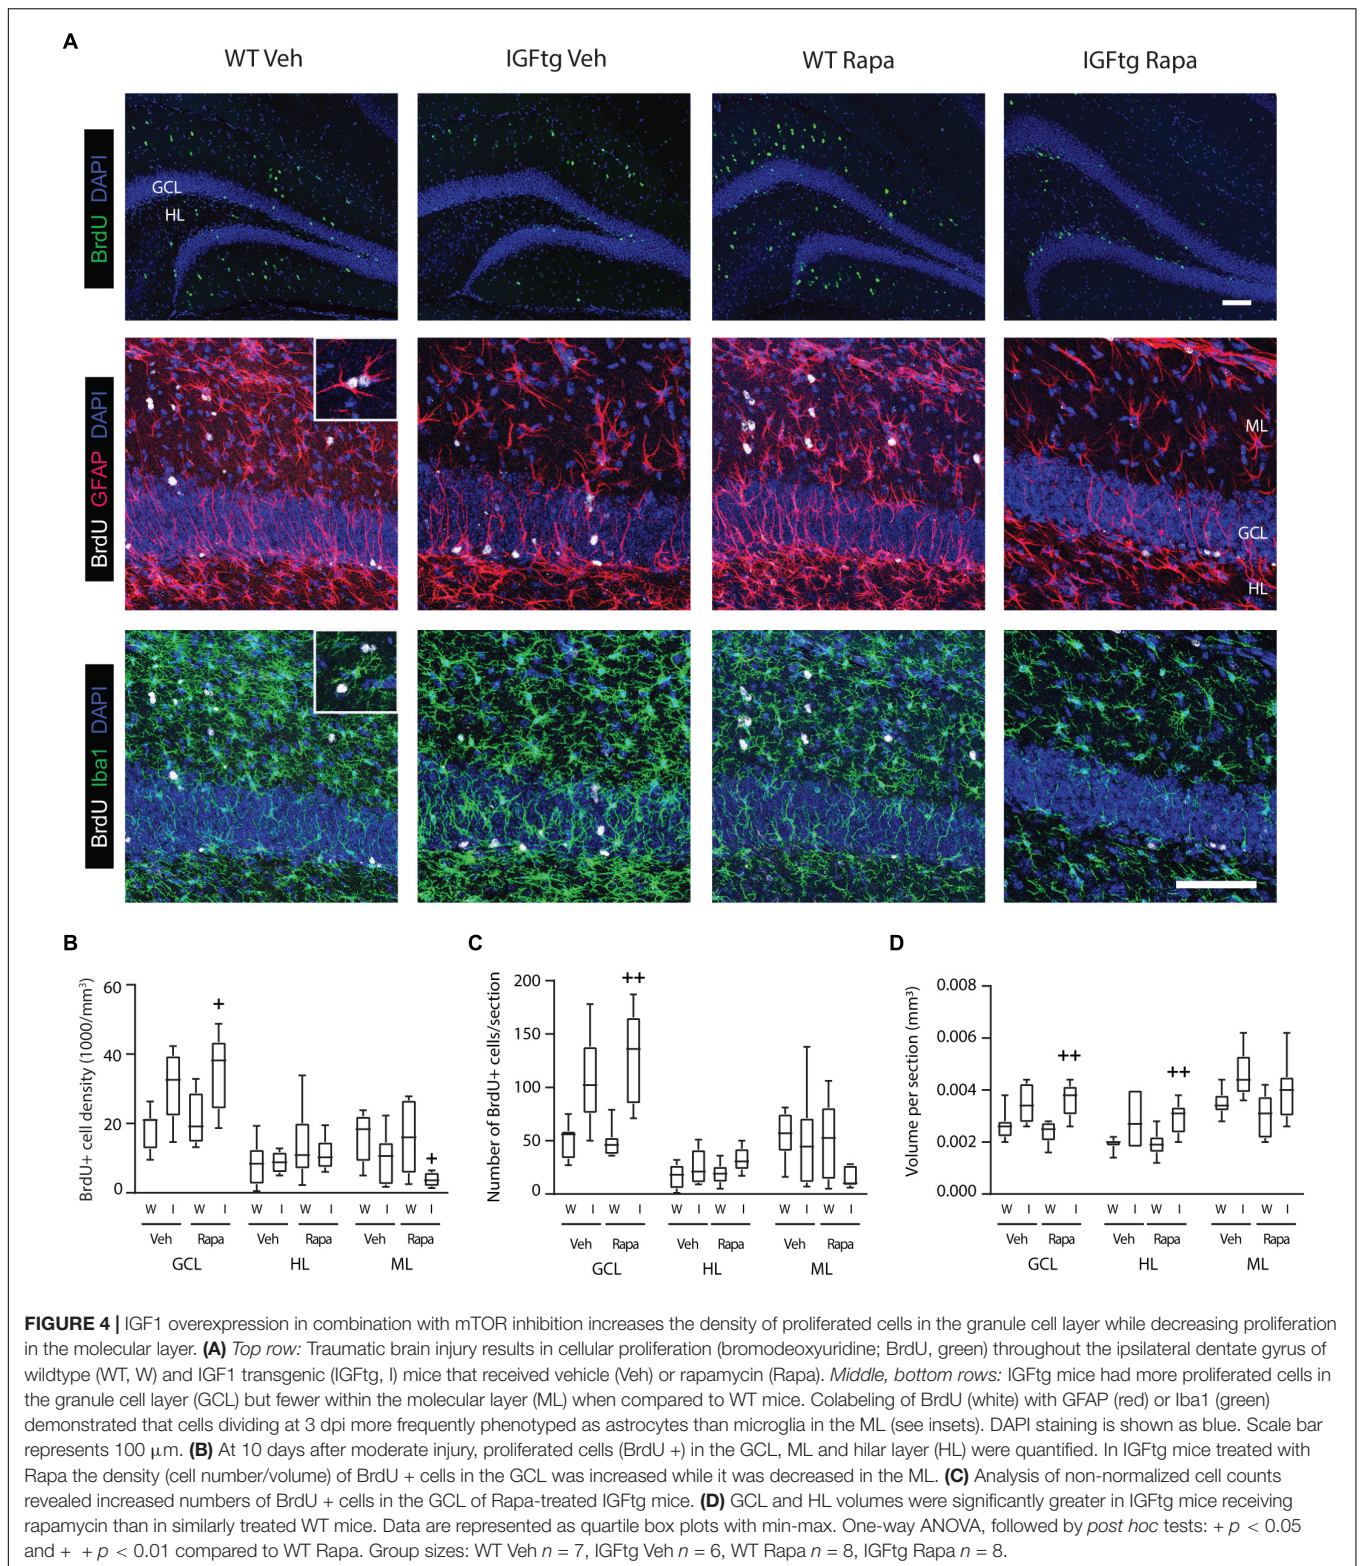 A
WT Veh
IGFtg Veh
WT Rapa
IGFtg Rapa
BrdU DAPI
GCL
HL
BrdU GFAP DAPI
ML
GCL
HL
BrdU Iba1 DAPI
B
BrdU+ cell density (1000/mm³)
60
40
20
0
+
+
W I W I W I W I W I W I
Veh Rapa Veh Rapa Veh Rapa
GCL HL ML
C
Number of BrdU+ cells/section
200
150
100
50
0
++
W I W I W I W I W I W I
Veh Rapa Veh Rapa Veh Rapa
GCL HL ML
D
Volume per section (mm³)
0.008
0.006
0.004
0.002
0.000
++
++
W I W I W I W I W I W I
Veh Rapa Veh Rapa Veh Rapa
GCL HL ML
FIGURE 4 | IGF1 overexpression in combination with mTOR inhibition increases the density of proliferated cells in the granule cell layer while decreasing proliferation
in the molecular layer. (A) Top row: Traumatic brain injury results in cellular proliferation (bromodeoxyuridine; BrdU, green) throughout the ipsilateral dentate gyrus of
wildtype (WT, W) and IGF1 transgenic (IGFtg, I) mice that received vehicle (Veh) or rapamycin (Rapa). Middle, bottom rows: IGFtg mice had more proliferated cells in
the granule cell layer (GCL) but fewer within the molecular layer (ML) when compared to WT mice. Colabeling of BrdU (white) with GFAP (red) or Iba1 (green)
demonstrated that cells dividing at 3 dpi more frequently phenotyped as astrocytes than microglia in the ML (see insets). DAPI staining is shown as blue. Scale bar
represents 100 μm. (B) At 10 days after moderate injury, proliferated cells (BrdU +) in the GCL, ML and hilar layer (HL) were quantified. In IGFtg mice treated with
Rapa the density (cell number/volume) of BrdU + cells in the GCL was increased while it was decreased in the ML. (C) Analysis of non-normalized cell counts
revealed increased numbers of BrdU + cells in the GCL of Rapa-treated IGFtg mice. (D) GCL and HL volumes were significantly greater in IGFtg mice receiving
rapamycin than in similarly treated WT mice. Data are represented as quartile box plots with min-max. One-way ANOVA, followed by post hoc tests: + p < 0.05
and + + p < 0.01 compared to WT Rapa. Group sizes: WT Veh n = 7, IGFtg Veh n = 6, WT Rapa n = 8, IGFtg Rapa n = 8.